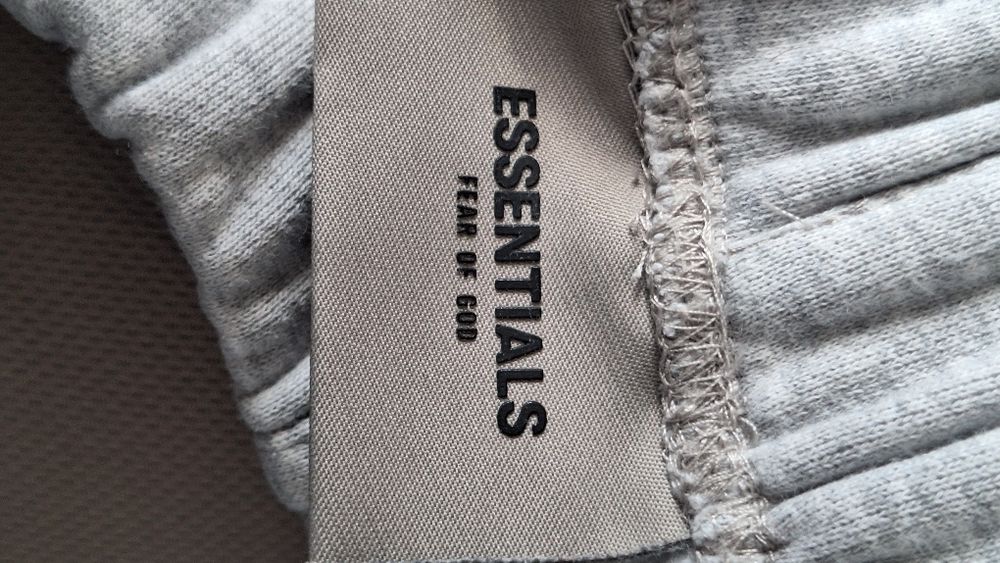 ESSENTIALS
FEAR OF GOD